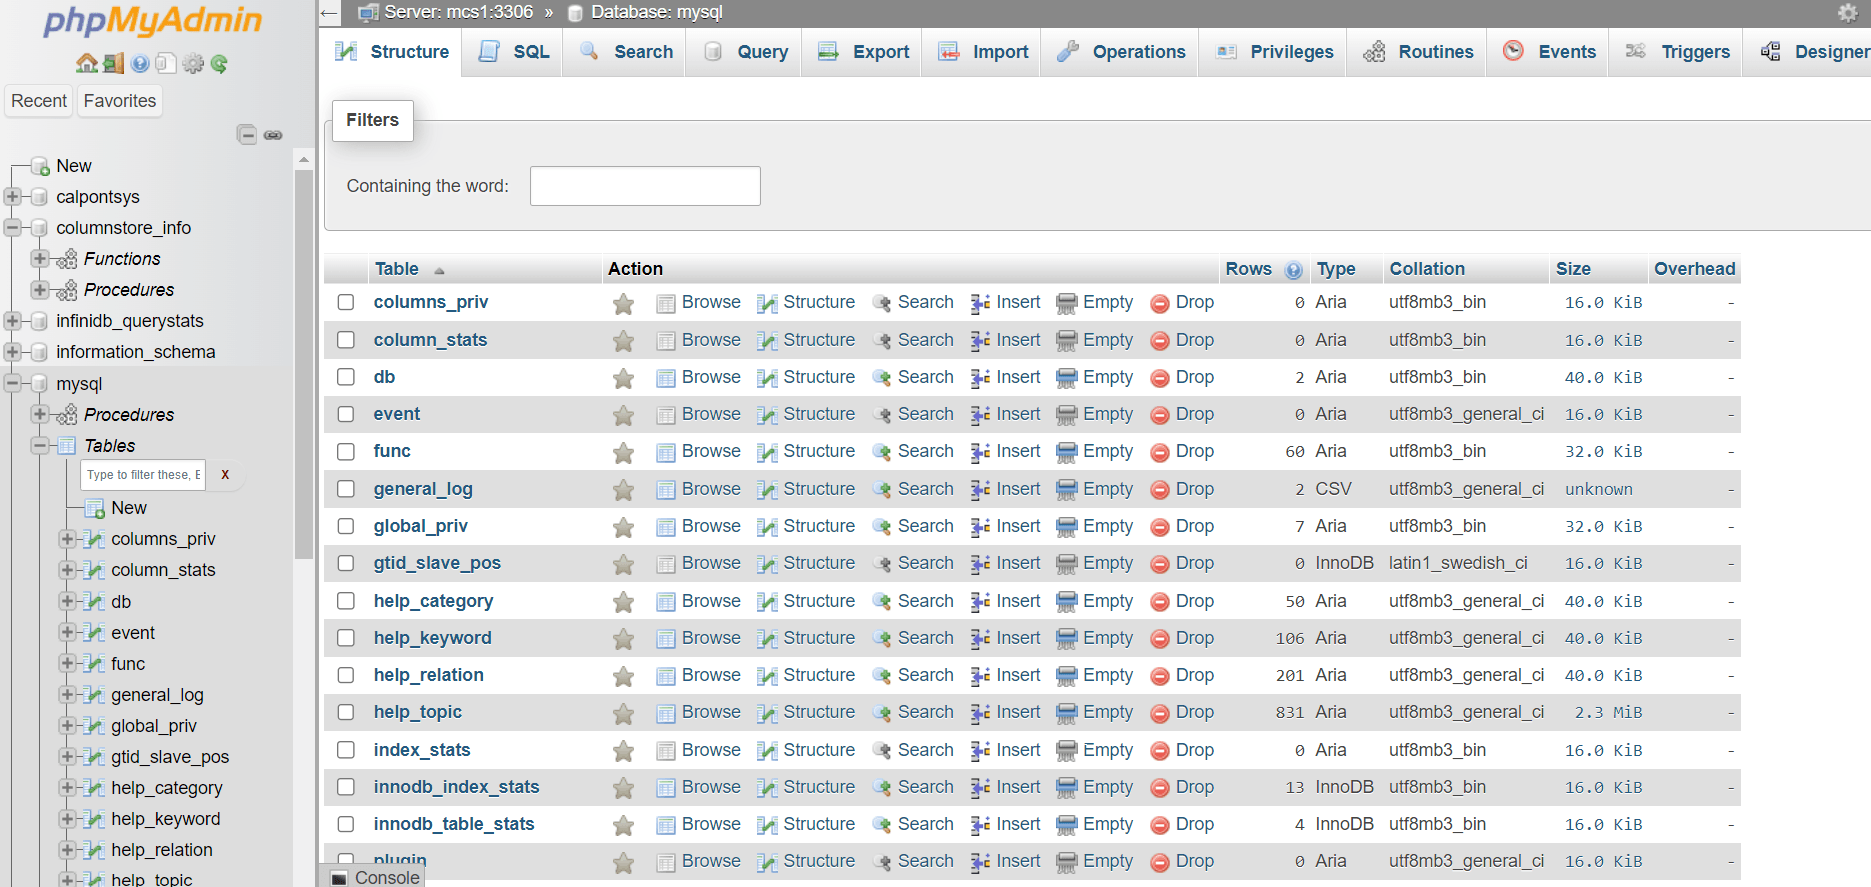 phpMyAdmin
Recent Favorites
New
calpontsys
columnstore_info
Functions
Procedures
infinidb_querystats
information_schema
mysql
Procedures
Tables
Type to filter these, E X
New
columns_priv
column_stats
db
event
func
general_log
global_priv
gtid_slave_pos
help_category
help_keyword
help_relation
help_topic
← Server: mcs1:3306 » Database: mysql
Structure SQL Search Query Export Import Operations Privileges Routines Events Triggers Designer
Filters
Containing the word:
Table Action Rows Type Collation Size Overhead
columns_priv Browse Structure Search Insert Empty Drop 0 Aria utf8mb3_bin 16.0 KiB -
column_stats Browse Structure Search Insert Empty Drop 0 Aria utf8mb3_bin 16.0 KiB -
db Browse Structure Search Insert Empty Drop 2 Aria utf8mb3_bin 40.0 KiB -
event Browse Structure Search Insert Empty Drop 0 Aria utf8mb3_general_ci 16.0 KiB -
func Browse Structure Search Insert Empty Drop 60 Aria utf8mb3_bin 32.0 KiB -
general_log Browse Structure Search Insert Empty Drop 2 CSV utf8mb3_general_ci unknown -
global_priv Browse Structure Search Insert Empty Drop 7 Aria utf8mb3_bin 32.0 KiB -
gtid_slave_pos Browse Structure Search Insert Empty Drop 0 InnoDB latin1_swedish_ci 16.0 KiB -
help_category Browse Structure Search Insert Empty Drop 50 Aria utf8mb3_general_ci 40.0 KiB -
help_keyword Browse Structure Search Insert Empty Drop 106 Aria utf8mb3_general_ci 40.0 KiB -
help_relation Browse Structure Search Insert Empty Drop 201 Aria utf8mb3_general_ci 40.0 KiB -
help_topic Browse Structure Search Insert Empty Drop 831 Aria utf8mb3_general_ci 2.3 MiB -
index_stats Browse Structure Search Insert Empty Drop 0 Aria utf8mb3_bin 16.0 KiB -
innodb_index_stats Browse Structure Search Insert Empty Drop 13 InnoDB utf8mb3_bin 16.0 KiB -
innodb_table_stats Browse Structure Search Insert Empty Drop 4 InnoDB utf8mb3_bin 16.0 KiB -
plugin Browse Structure Search Insert Empty Drop 0 Aria utf8mb3_general_ci 16.0 KiB -
Console